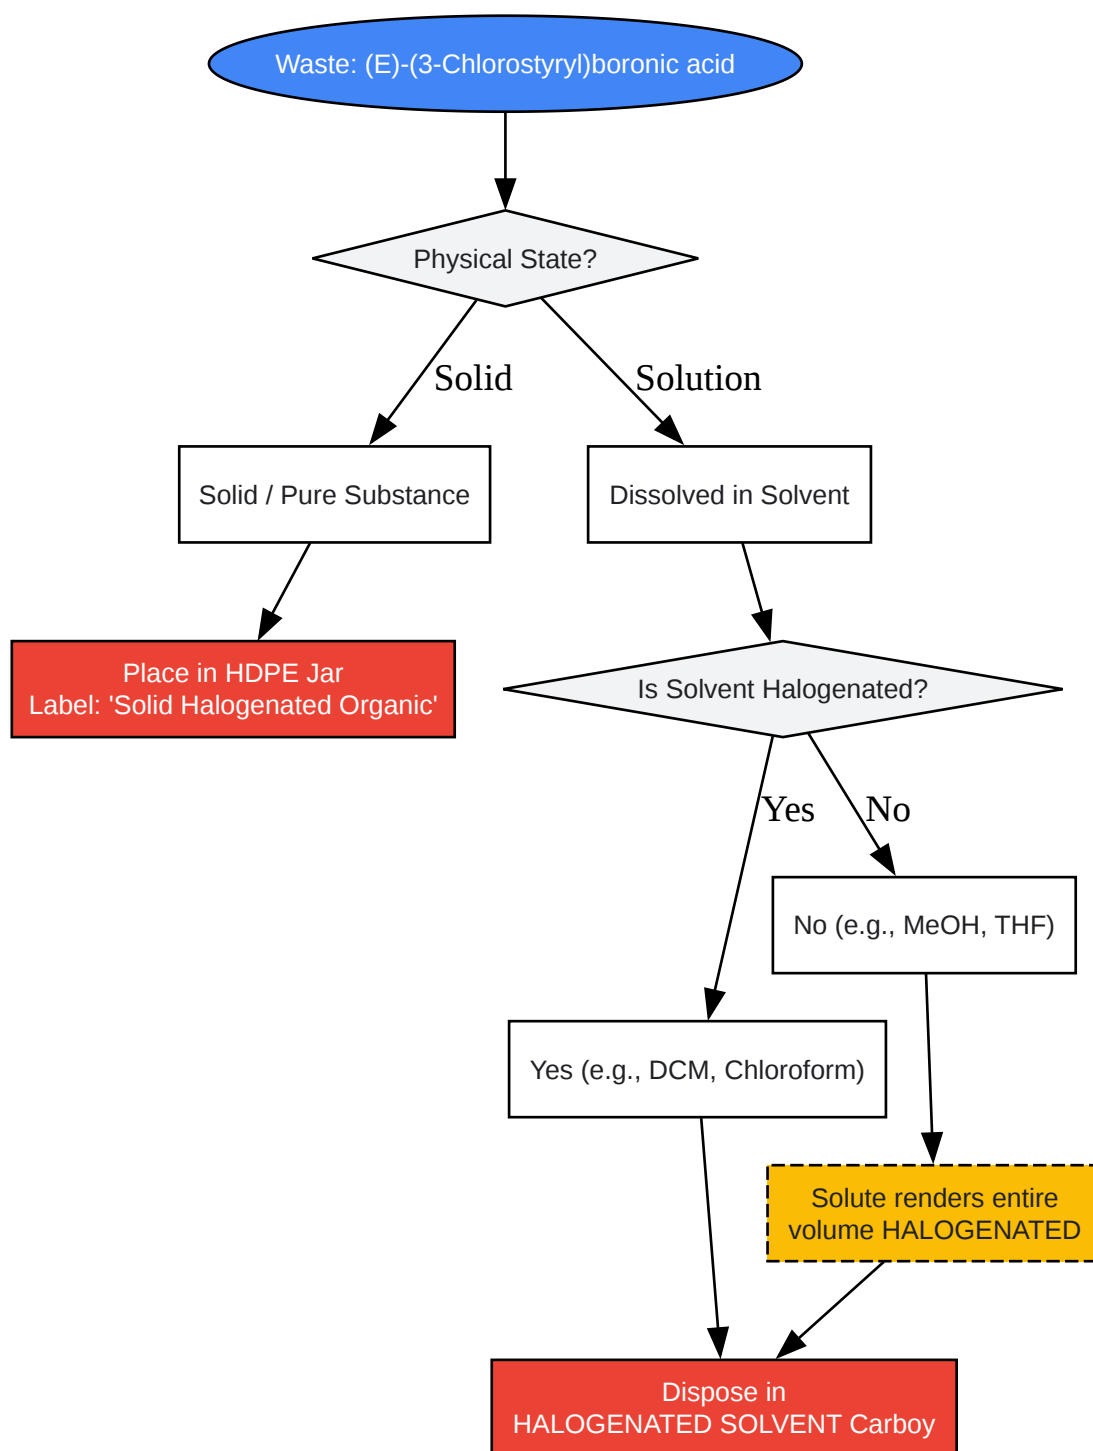 Waste: (E)-(3-Chlorostyryl)boronic acid
Physical State?
Solid
Solution
Solid / Pure Substance
Dissolved in Solvent
Place in HDPE Jar
Label: 'Solid Halogenated Organic'
Is Solvent Halogenated?
Yes
No
No (e.g., MeOH, THF)
Yes (e.g., DCM, Chloroform)
Solute renders entire
volume HALOGENATED
Dispose in
HALOGENATED SOLVENT Carboy